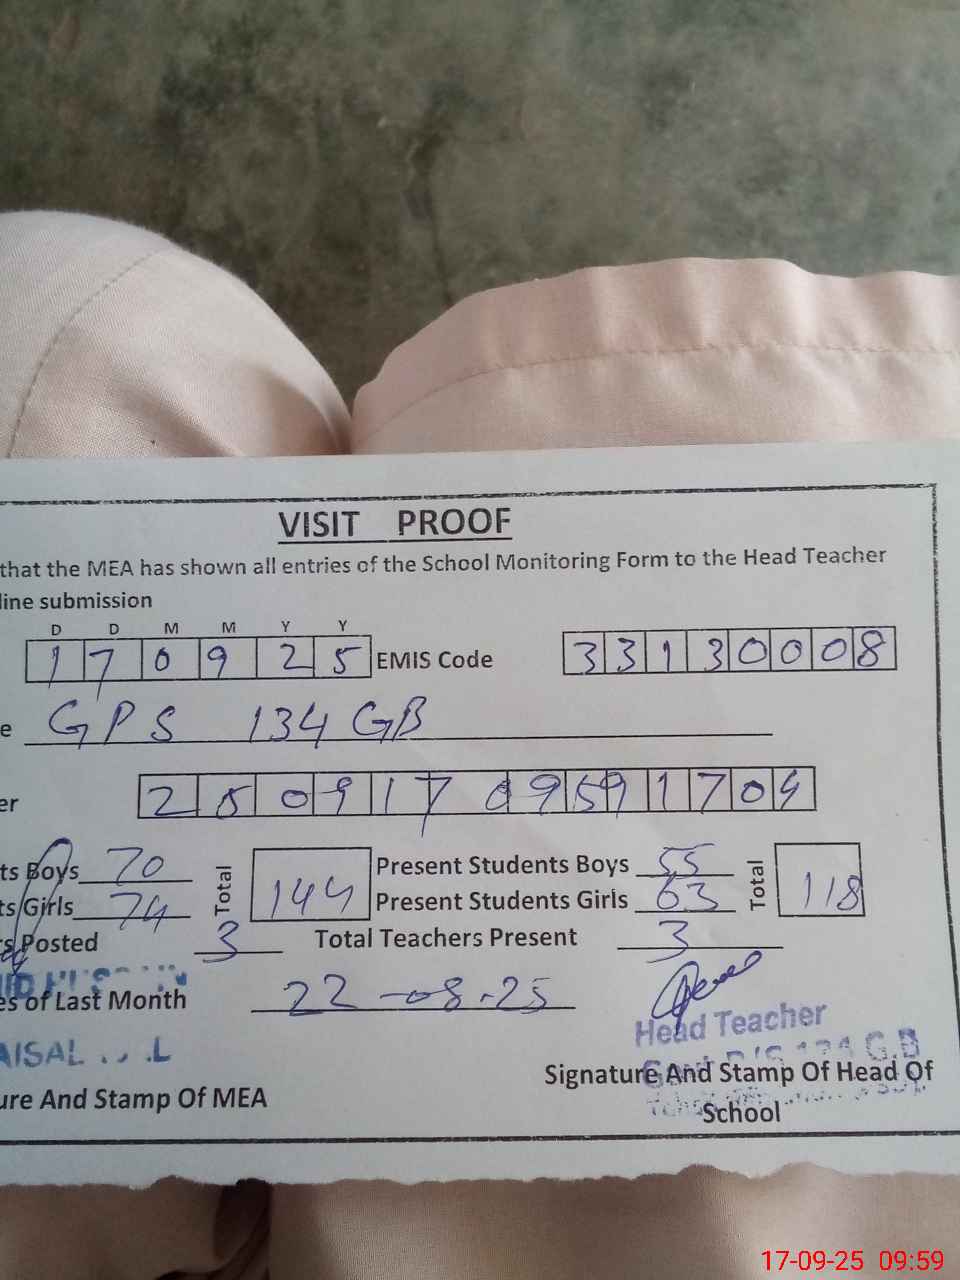 VISIT PROOF
that the MEA has shown all entries of the School Monitoring Form to the Head Teacher
line submission
D D M M Y Y
1 7 0 9 2 5 EMIS Code 3 3 1 3 0 0 0 8
e GPS 134 GB
er 2 5 0 9 1 7 0 9 5 9 1 7 0 4
ts Boys 70 Total 144 Present Students Boys 55 Total 118
ts Girls 74 Present Students Girls 63
s Posted 3 Total Teachers Present 3
es of Last Month 22-08-25
Head Teacher
AISAL
G.B
Signature And Stamp Of Head Of
School
ure And Stamp Of MEA
17-09-25 09:59